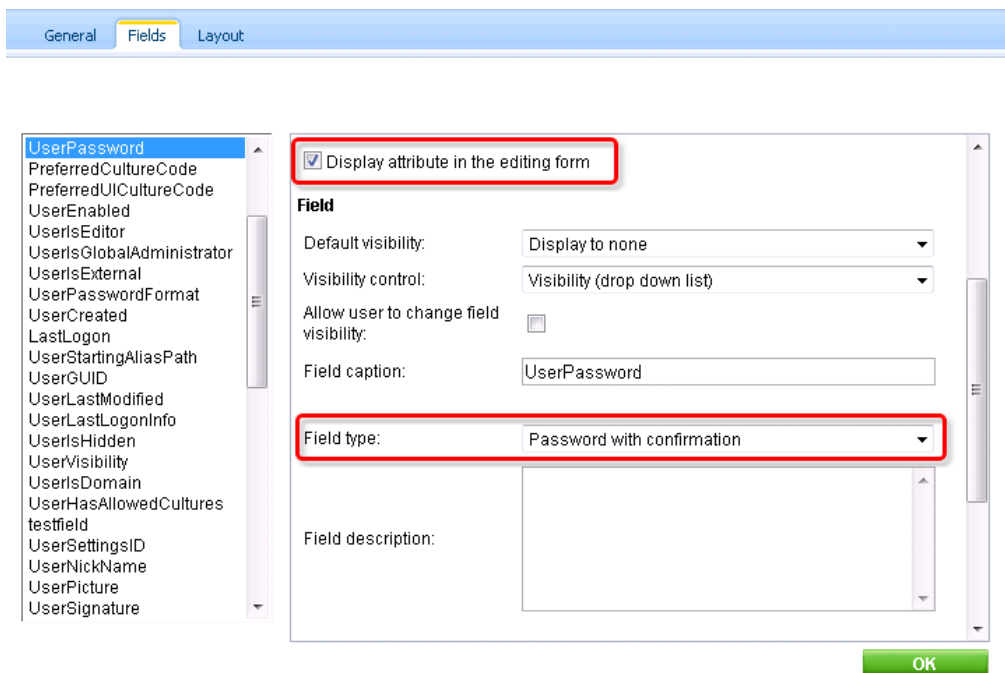 General Fields Layout
UserPassword
PreferredCultureCode
PreferredUICultureCode
UserEnabled
UserIsEditor
UserIsGlobalAdministrator
UserIsExternal
UserPasswordFormat
UserCreated
LastLogon
UserStartingAliasPath
UserGUID
UserLastModified
UserLastLogonInfo
UserIsHidden
UserVisibility
UserIsDomain
UserHasAllowedCultures
testfield
UserSettingsID
UserNickName
UserPicture
UserSignature
Display attribute in the editing form
Field
Default visibility: Display to none
Visibility control: Visibility (drop down list)
Allow user to change field
visibility:
Field caption: UserPassword
Field type: Password with confirmation
Field description:
OK